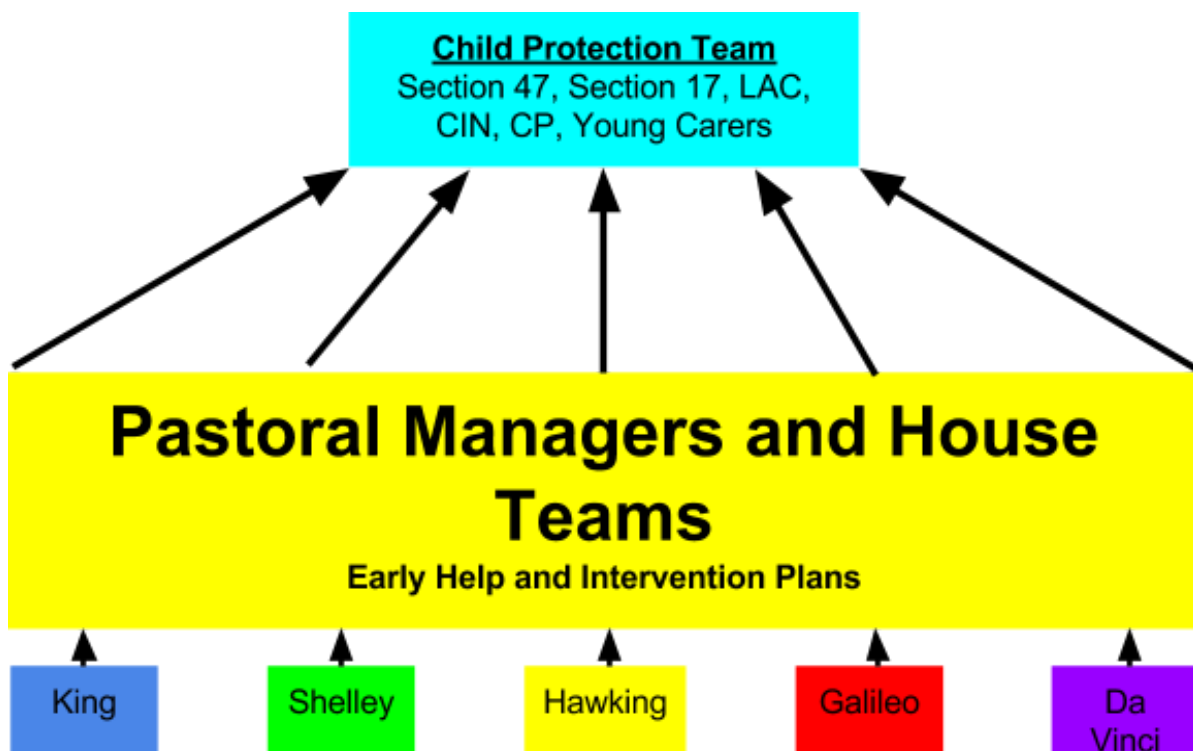 Child Protection Team
Section 47, Section 17, LAC,
CIN, CP, Young Carers
Pastoral Managers and House
Teams
Early Help and Intervention Plans
King
Shelley
Hawking
Galileo
Da
Vinci